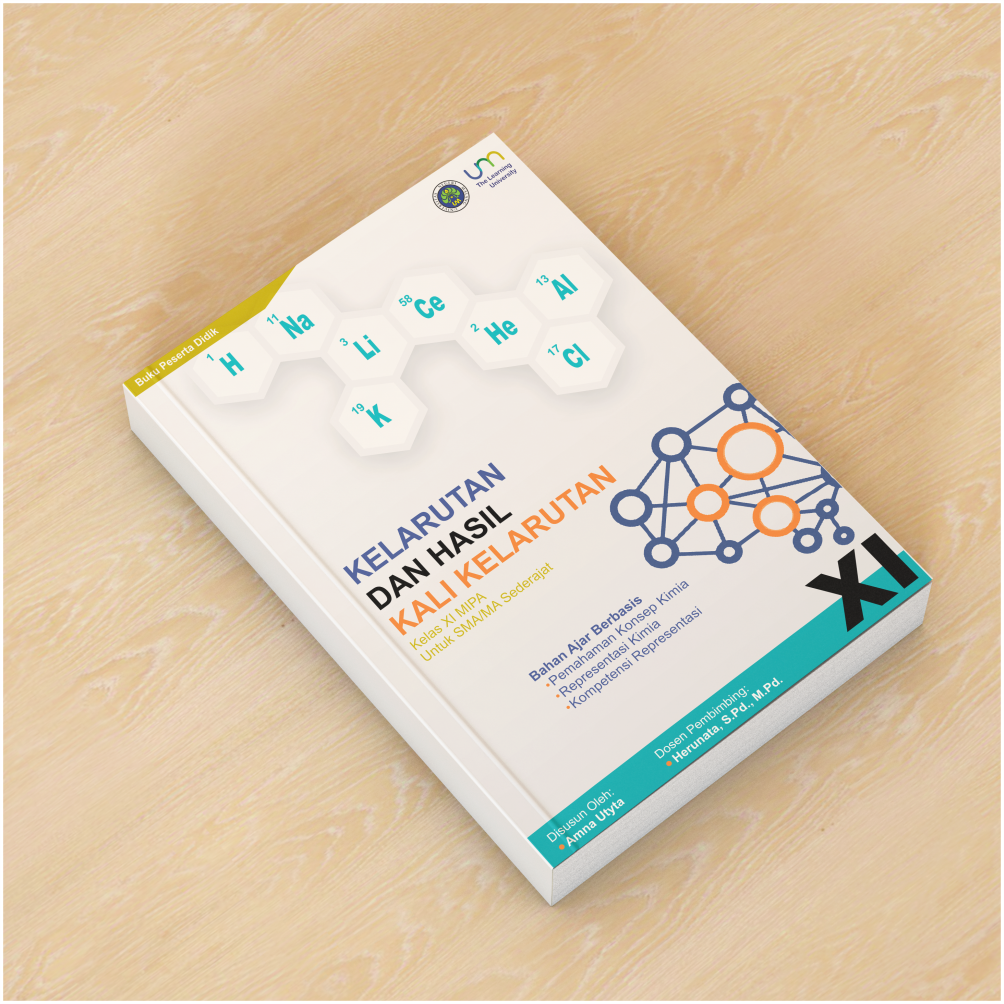 um
The Learning
University
Buku Peserta Didik
1
H
11
Na
3
Li
19
K
58
Ce
2
He
13
Al
17
Cl
KELARUTAN
DAN HASIL
KALI KELARUTAN
Kelas XI MIPA
Untuk SMA/MA Sederajat
Bahan Ajar Berbasis
•Pemahaman Konsep Kimia
•Representasi Kimia
•Kompetensi Representasi
XI
Disusun Oleh:
•Amna Utyta
Dosen Pembimbing:
•Herunata, S.Pd., M.Pd.